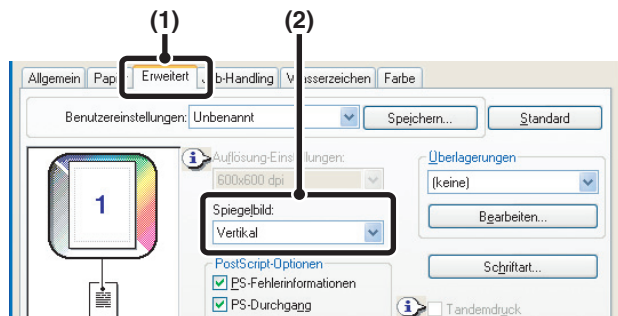 (1) (2)
Allgemein Erweitert Wasserzeichen Farbe
Benutzereinstellungen: Unbenannt Speichern... Standard
Auflösung-Einstellungen: Überlagerungen
600x600 dpi (keine)
1 Spiegelbild: Bearbeiten...
Vertikal
PostScript-Optionen Schriftart...
PS-Fehlerinformationen
PS-Durchgang Tandemdruck